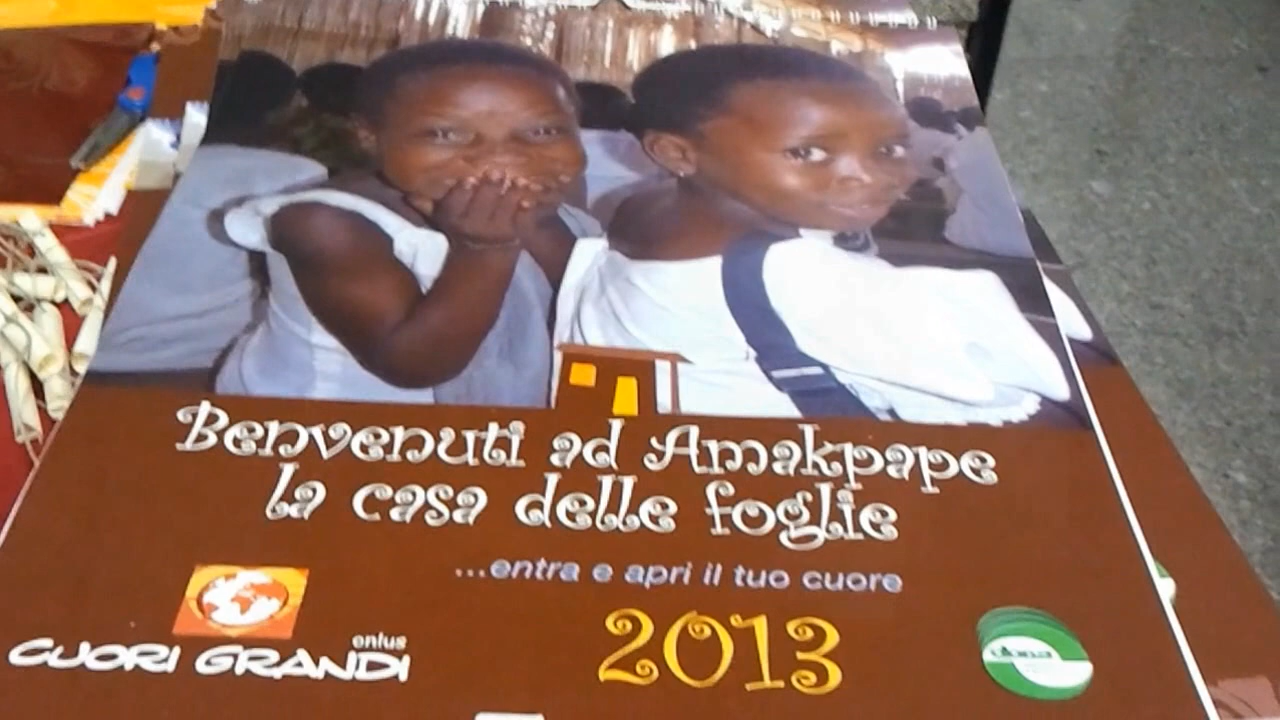 Benvenuti ad Amakpape
la casa delle foglie
...entra e apri il tuo cuore
2013
onlus
CUORI GRANDI